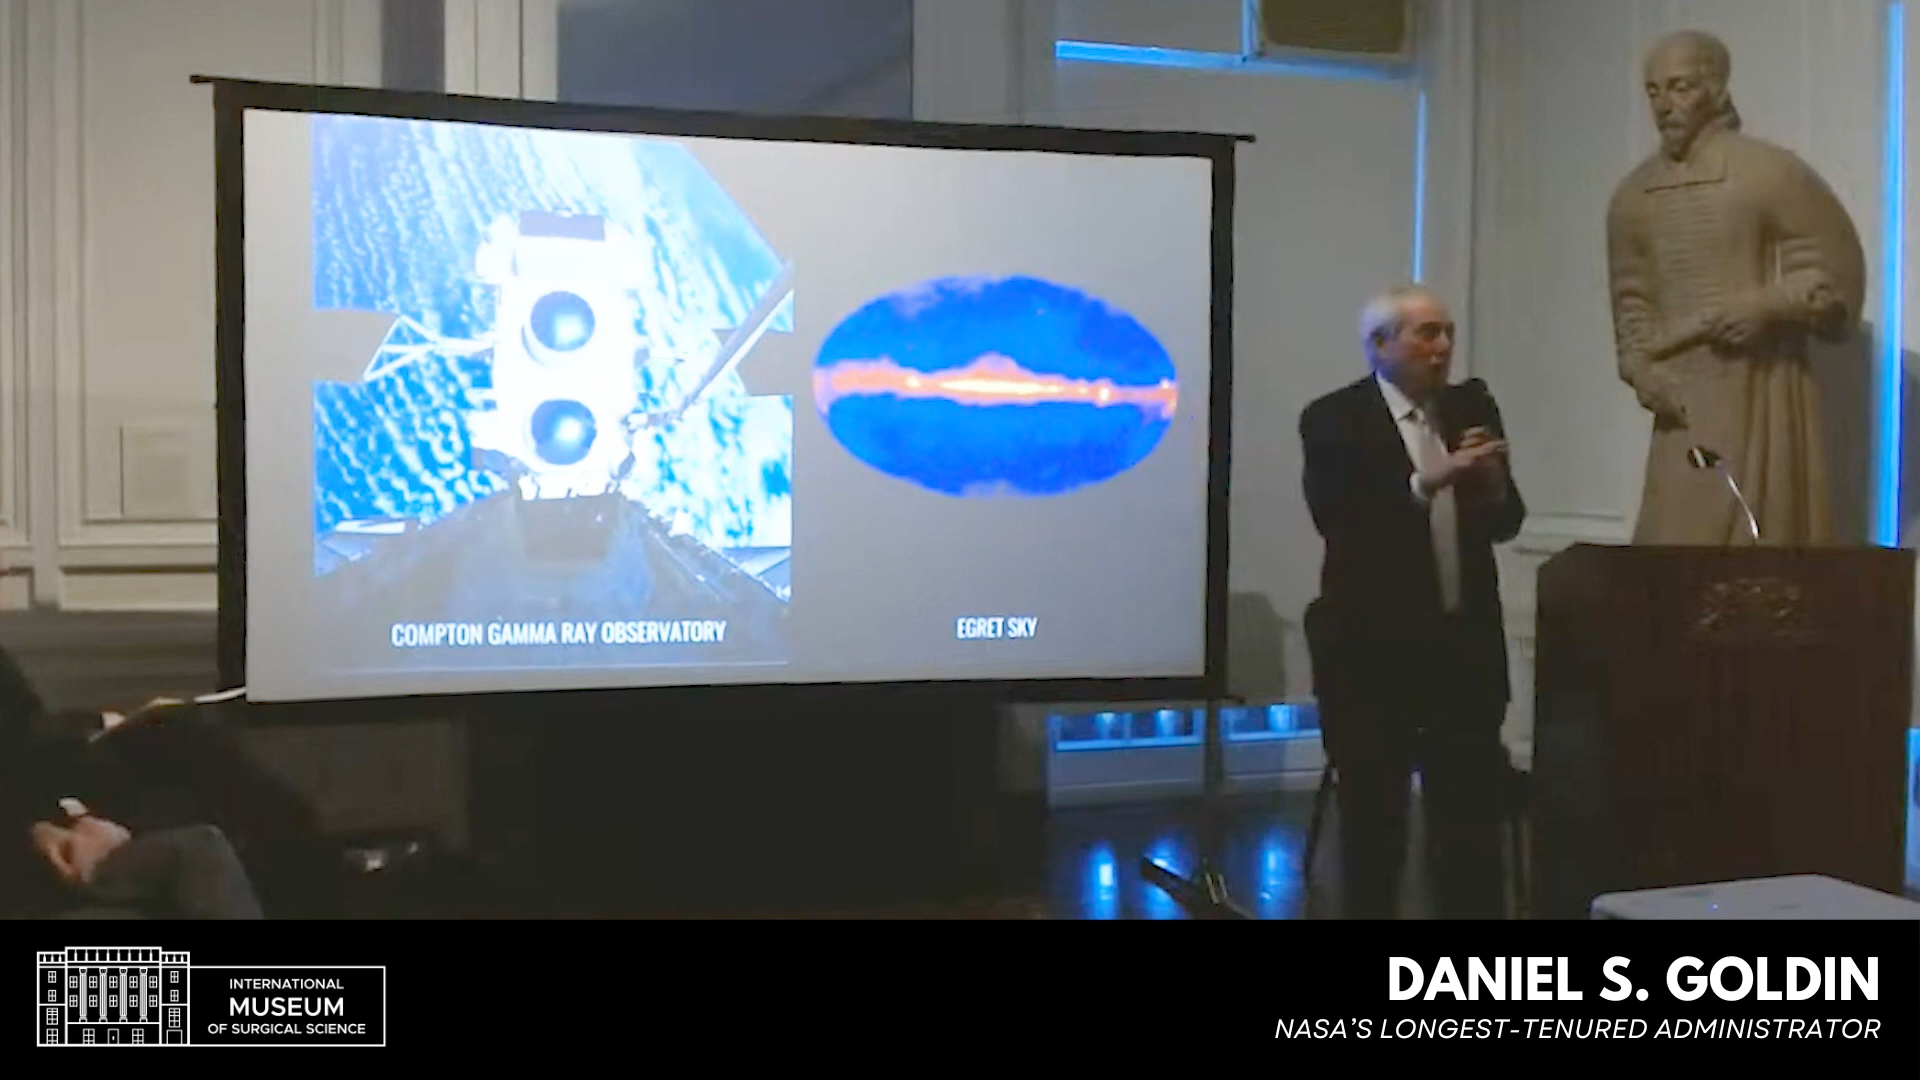 COMPTON GAMMA RAY OBSERVATORY
EGRET SKY
INTERNATIONAL
MUSEUM
OF SURGICAL SCIENCE
DANIEL S. GOLDIN
NASA'S LONGEST-TENURED ADMINISTRATOR